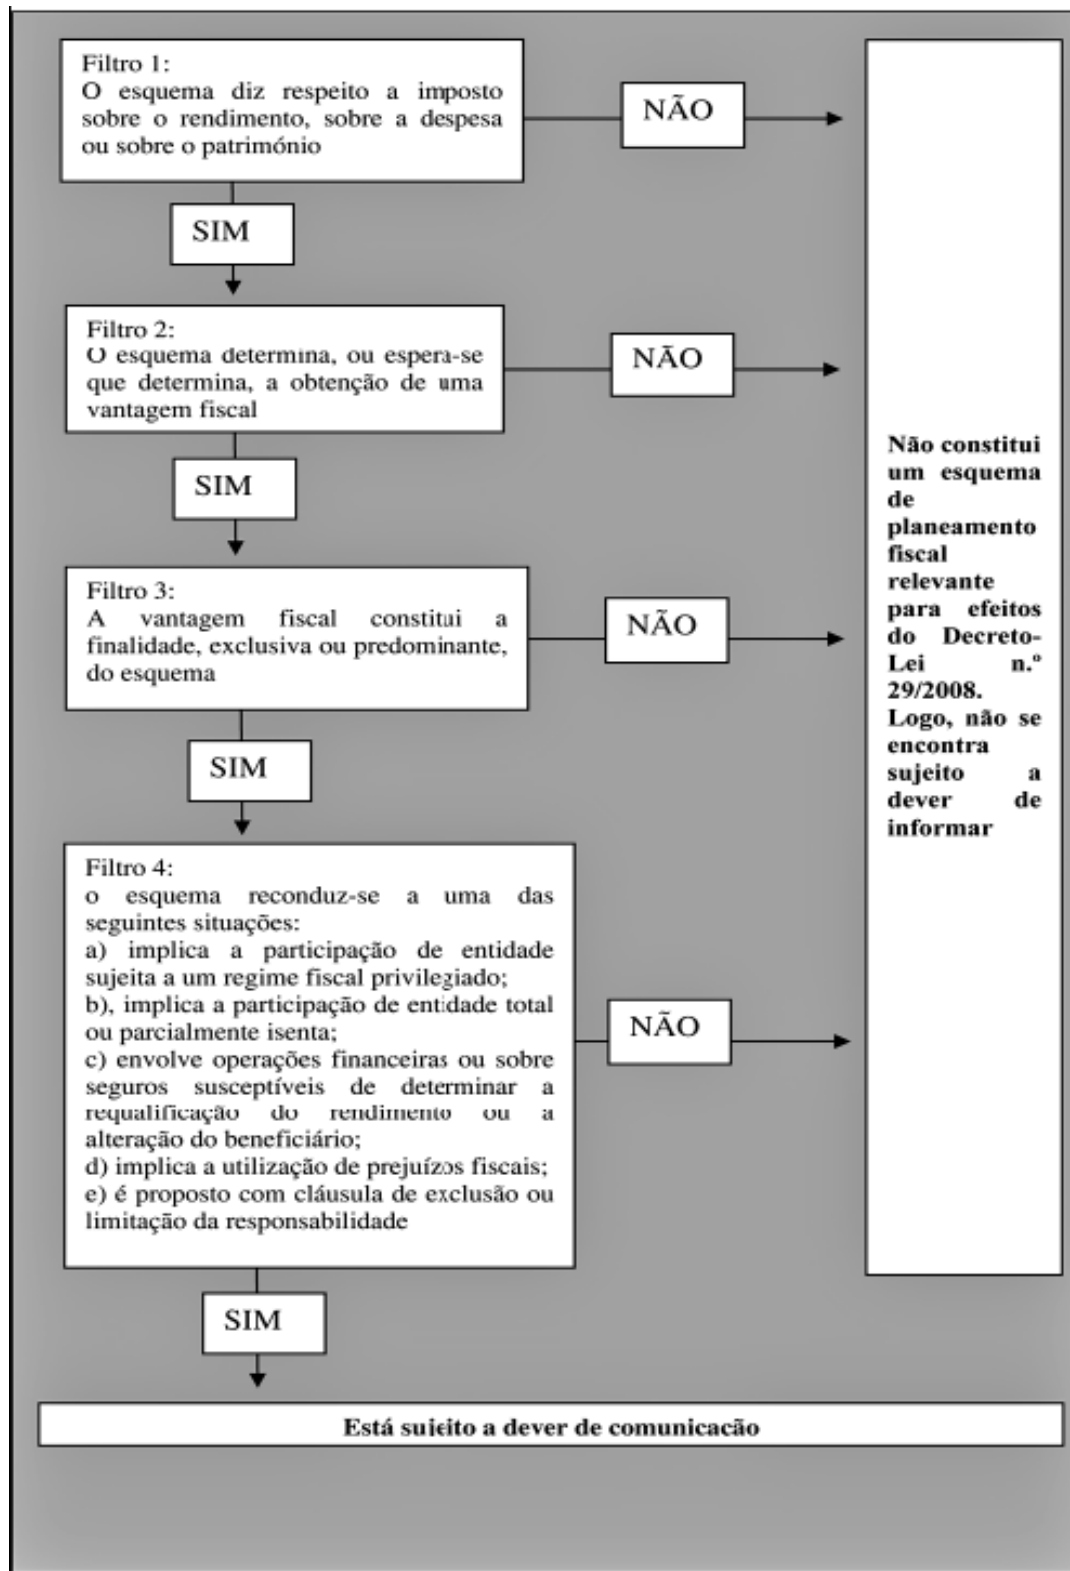 Filtro 1:
O esquema diz respeito a imposto
sobre o rendimento, sobre a despesa
ou sobre o património
NÃO
SIM
Filtro 2:
O esquema determina, ou espera-se
que determina, a obtenção de uma
vantagem fiscal
NÃO
SIM
Filtro 3:
A vantagem fiscal constitui a
finalidade, exclusiva ou predominante,
do esquema
NÃO
SIM
Filtro 4:
o esquema reconduz-se a uma das
seguintes situações:
a) implica a participação de entidade
sujeita a um regime fiscal privilegiado;
b), implica a participação de entidade total
ou parcialmente isenta;
c) envolve operações financeiras ou sobre
seguros susceptíveis de determinar a
requalificação do rendimento ou a
alteração do beneficiário;
d) implica a utilização de prejuízos fiscais;
e) é proposto com cláusula de exclusão ou
limitação da responsabilidade
NÃO
SIM
Não constitui
um esquema
de
planeamento
fiscal
relevante
para efeitos
do Decreto-
Lei n.º
29/2008.
Logo, não se
encontra
sujeito a
dever de
informar
Está sujeito a dever de comunicação